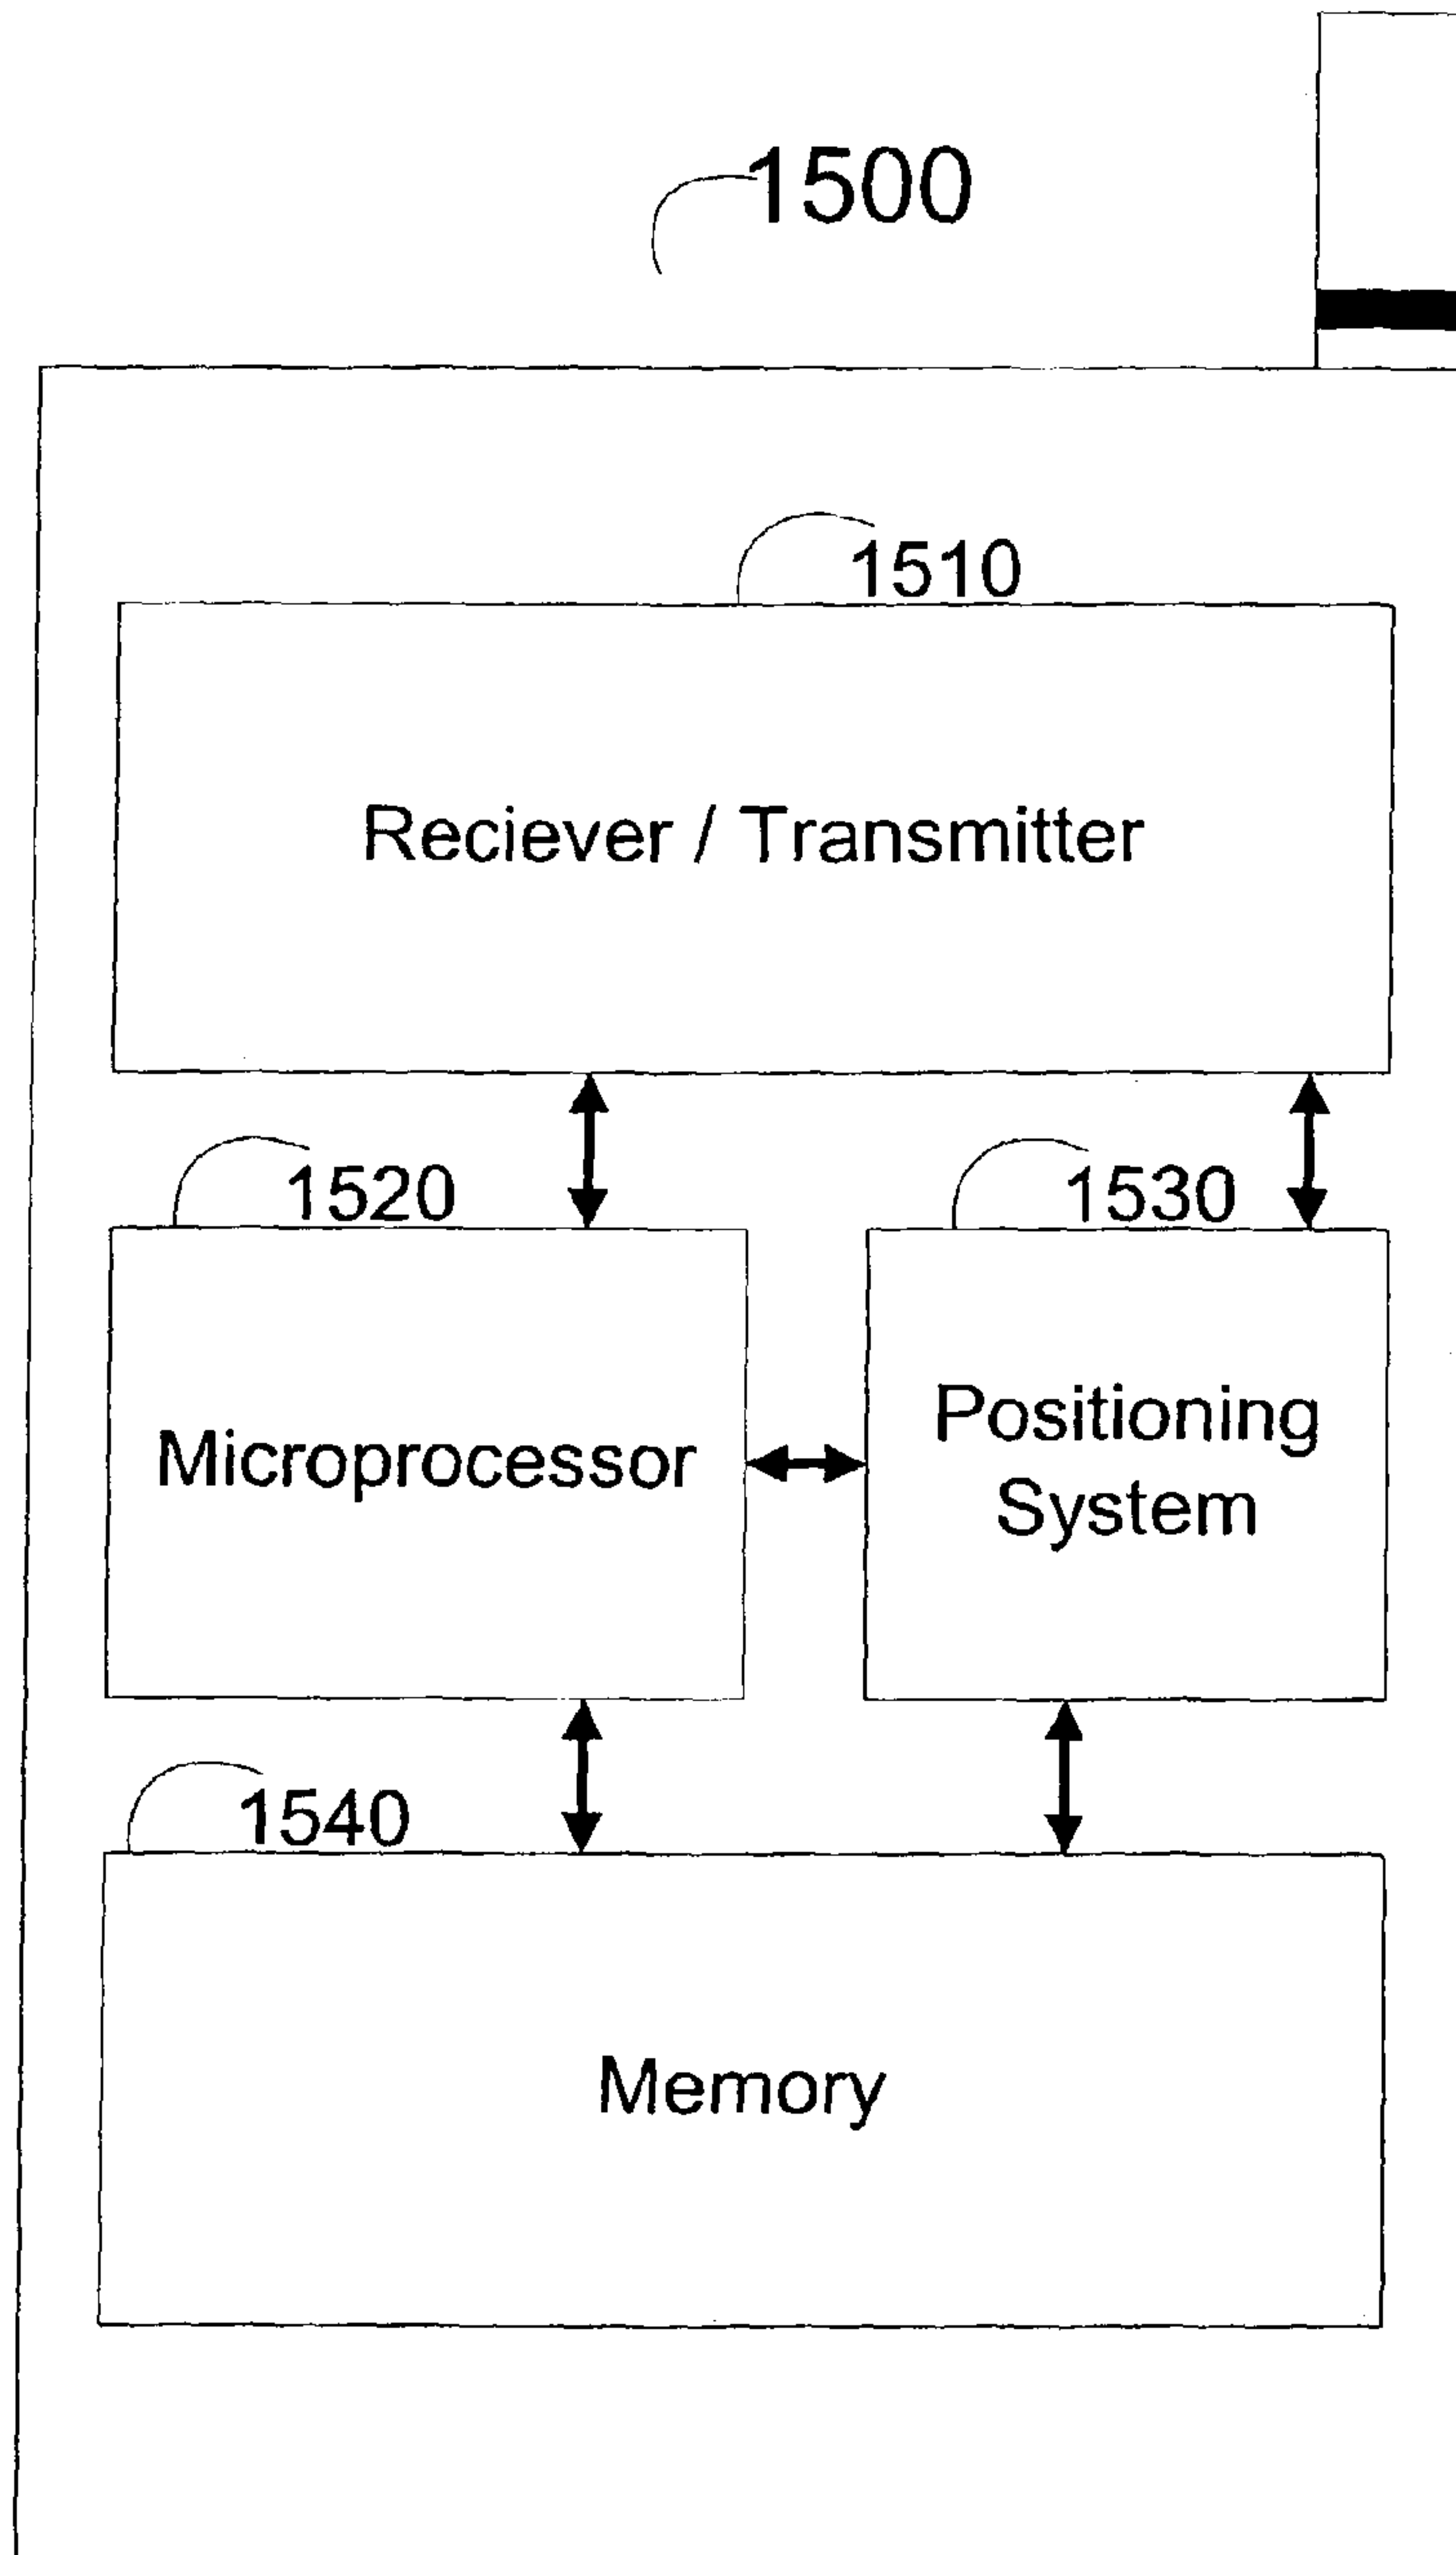 1500
1510
Reciever / Transmitter
1520
1530
Microprocessor
Positioning
System
1540
Memory